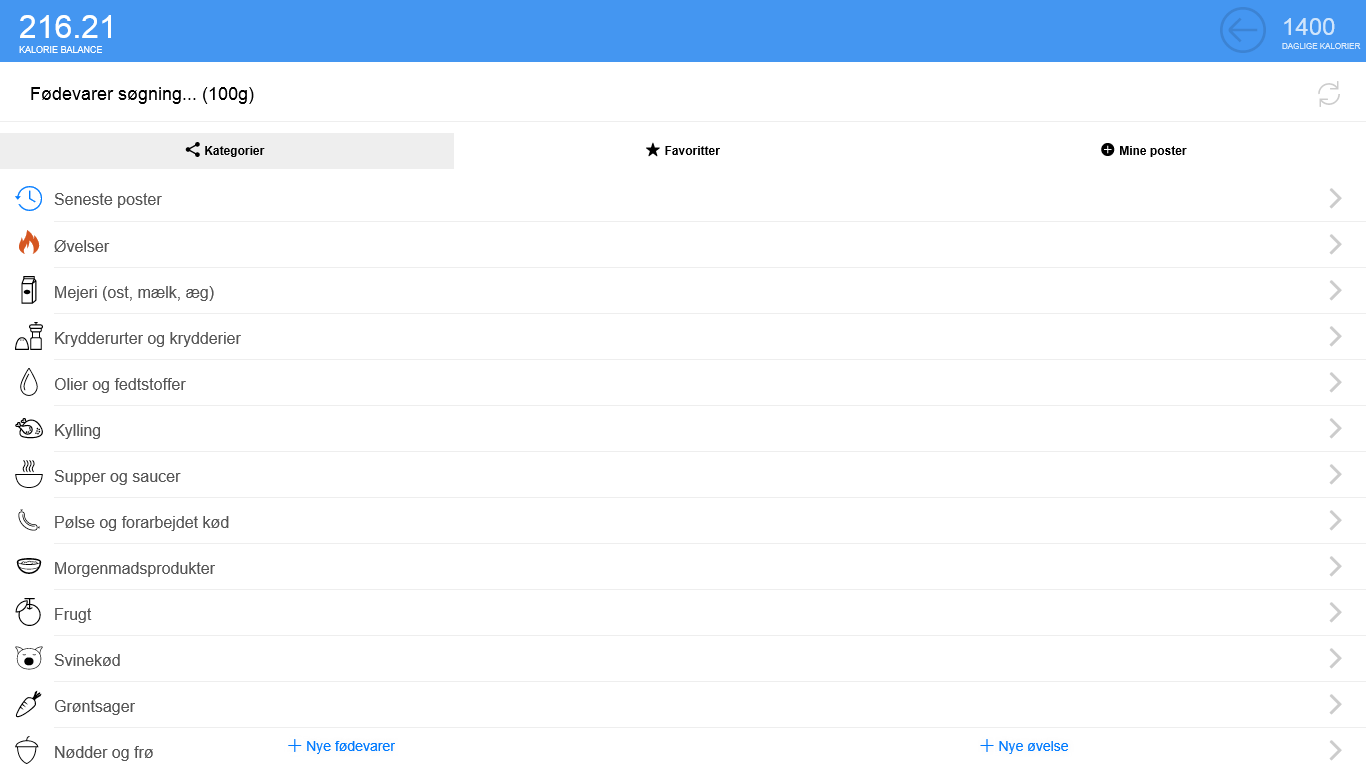 216.21
KALORIE BALANCE
1400
DAGLIGE KALORIER
Fødevarer søgning... (100g)
Kategorier
Favoritter
Mine poster
Seneste poster
Øvelser
Mejeri (ost, mælk, æg)
Krydderurter og krydderier
Olier og fedtstoffer
Kylling
Supper og saucer
Pølse og forarbejdet kød
Morgenmadsprodukter
Frugt
Svinekød
Grøntsager
Nødder og frø
Nye fødevarer
Nye øvelse